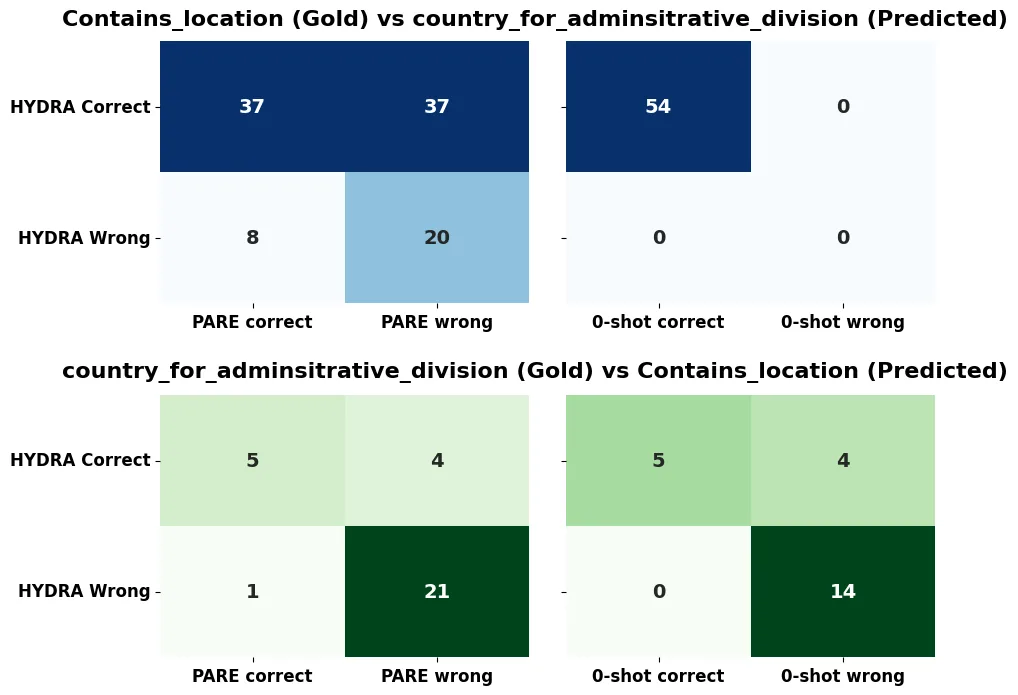 Contains_location (Gold) vs country_for_adminsitrative_division (Predicted)
HYDRA Correct
37 37 54 0
HYDRA Wrong
8 20 0 0
PARE correct PARE wrong 0-shot correct 0-shot wrong
country_for_adminsitrative_division (Gold) vs Contains_location (Predicted)
HYDRA Correct
5 4 5 4
HYDRA Wrong
1 21 0 14
PARE correct PARE wrong 0-shot correct 0-shot wrong